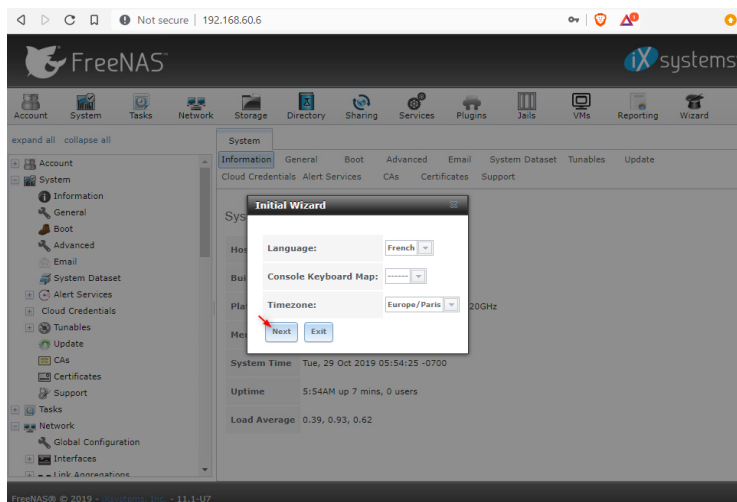 Not secure | 192.168.60.6
FreeNAS
iX systems
Account System Tasks Network Storage Directory Sharing Services Plugins Jails VMs Reporting Wizard
expand all collapse all
Account
System
Information
General
Boot
Advanced
Email
System Dataset
Alert Services
Cloud Credentials
Tunables
Update
CAs
Certificates
Support
Tasks
Network
Global Configuration
Interfaces
Link Aggregations
System
Information General Boot Advanced Email System Dataset Tunables Update
Cloud Credentials Alert Services CAs Certificates Support
Initial Wizard
Language: French
Console Keyboard Map: ------
Timezone: Europe/Paris
Next Exit
20GHz
System Time Tue, 29 Oct 2019 05:54:25 -0700
Uptime 5:54AM up 7 mins, 0 users
Load Average 0.39, 0.93, 0.62
FreeNAS® © 2019 - iXsystems, Inc. - 11.1-U7